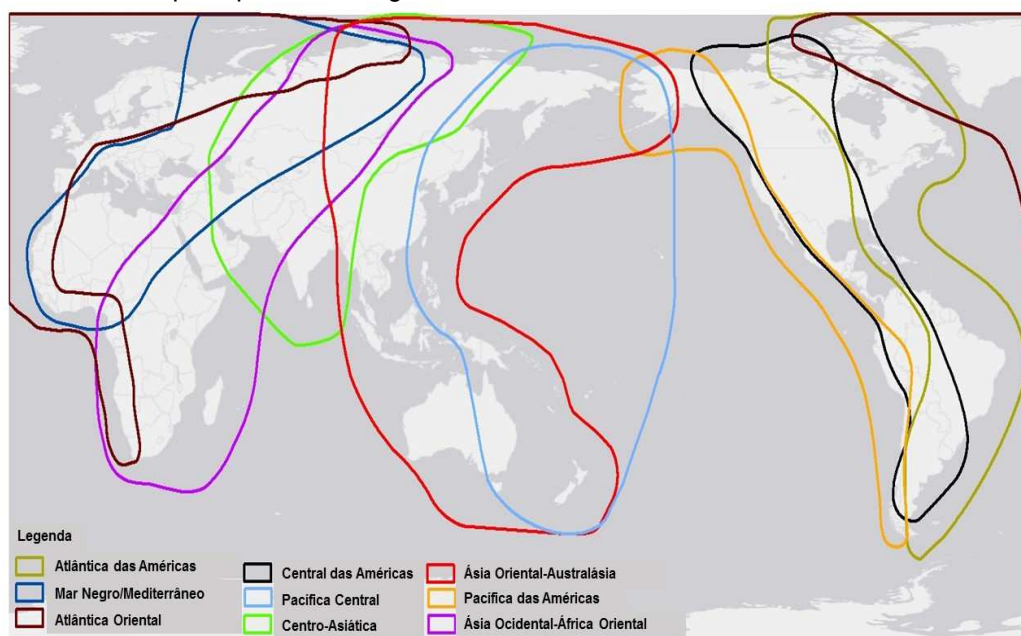 Legenda
Atlântica das Américas
Mar Negro/Mediterrâneo
Atlântica Oriental
Central das Américas
Pacífica Central
Centro-Asiática
Ásia Oriental-Australásia
Pacífica das Américas
Ásia Ocidental-África Oriental